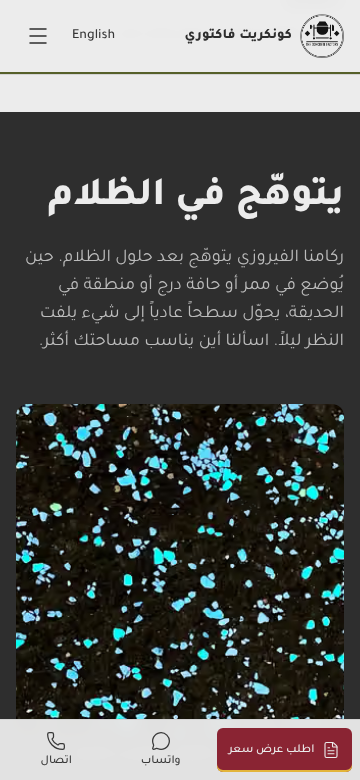 كونكريت فاكتوري
English
يتوهّج في الظلام
ركامنا الفيروزي يتوهّج بعد حلول الظلام. حين
يُوضع في ممر أو حافة درج أو منطقة في
الحديقة، يحوّل سطحاً عادياً إلى شيء يلفت
النظر ليلاً. اسألنا أين يناسب مساحتك أكثر.
اطلب عرض سعر
واتساب
اتصال